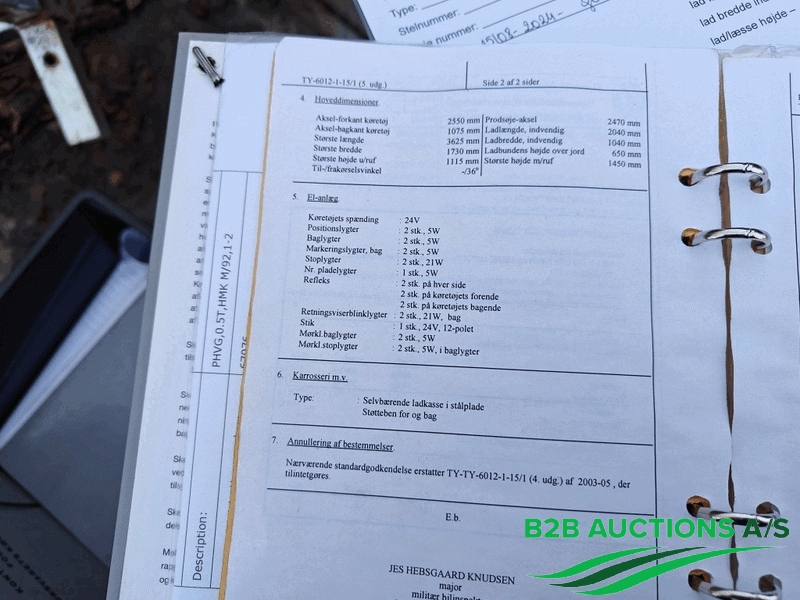 Type:
Stelnummer:
nummer:
15/08-2024
lad
lad bredde ind
lad/læsse højde –
TY-6012-1-15/1 (5. udg.)
Side 2 af 2 sider
4. Hoveddimensioner
Aksel-forkant køretøj 2550 mm Prodsøje-aksel 2470 mm
Aksel-bagkant køretøj 1075 mm Ladlængde, indvendig 2040 mm
Største længde 3625 mm Ladbredde, indvendig 1040 mm
Største bredde 1730 mm Ladbundens højde over jord 650 mm
Største højde u/ruf 1115 mm Største højde m/ruf 1450 mm
Til-/frakørselsvinkel -/36°
5. El-anlæg
Køretøjets spænding : 24V
Positionslygter : 2 stk., 5W
Baglygter : 2 stk., 5W
Markeringslygter, bag : 2 stk., 5W
Stoplygter : 2 stk., 21W
Nr. pladelygter : 1 stk., 5W
Refleks : 2 stk. på hver side
2 stk. på køretøjets forende
2 stk. på køretøjets bagende
Retningsviserblinklygter : 2 stk., 21W, bag
Stik : 1 stk., 24V, 12-polet
Mørkl.baglygter : 2 stk., 5W
Mørkl.stoplygter : 2 stk., 5W, i baglygter
6. Karrosseri m.v.
Type: : Selvbærende ladkasse i stålplade
Støtteben for og bag
7. Annullering af bestemmelser.
Nærværende standardgodkendelse erstatter TY-TY-6012-1-15/1 (4. udg.) af 2003-05 , der
tilintetgøres.
E.b.
JES HEBSGAARD KNUDSEN
major
militær bilinspekt
Description:
PHVG,0.5T,HMK M/92,1-2
B2B AUCTIONS A/S